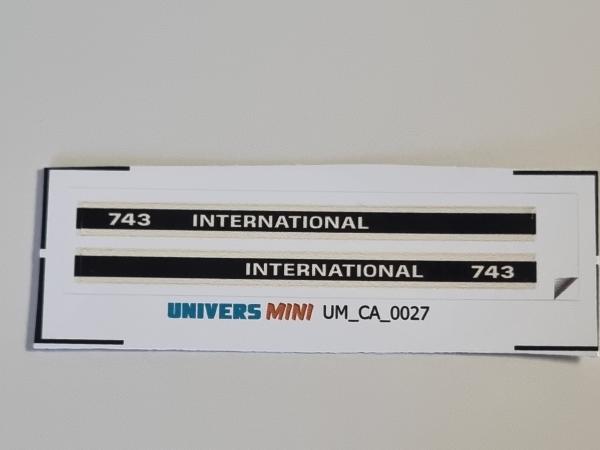 743 INTERNATIONAL
INTERNATIONAL 743
UNIVERS MINI UM_CA_0027